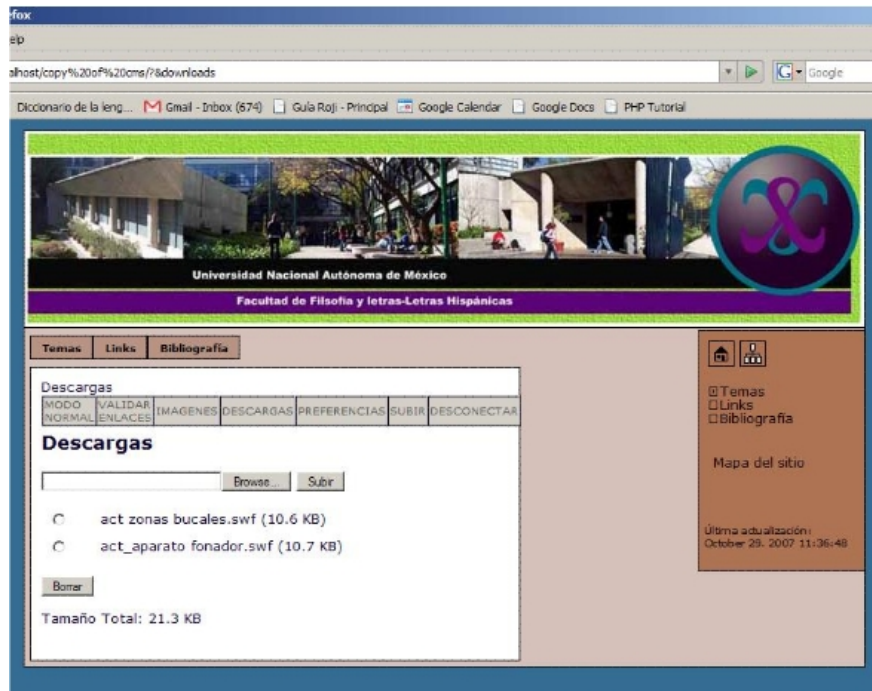 efox
elp
alhost/copy%20of%20cms/?&downloads
G Google
Diccionario de la leng... Gmail - Inbox (674) Guía Roji - Principal Google Calendar Google Docs PHP Tutorial
Universidad Nacional Autónoma de México
Facultad de Filsofía y letras-Letras Hispánicas
Temas Links Bibliografía
Descargas
MODO NORMAL VALIDAR ENLACES IMAGENES DESCARGAS PREFERENCIAS SUBIR DESCONECTAR
Descargas
Browse... Subir
act zonas bucales.swf (10.6 KB)
act_aparato fonador.swf (10.7 KB)
Borrar
Tamaño Total: 21.3 KB
Temas
Links
Bibliografía
Mapa del sitio
Última actualización:
October 29. 2007 11:36:48